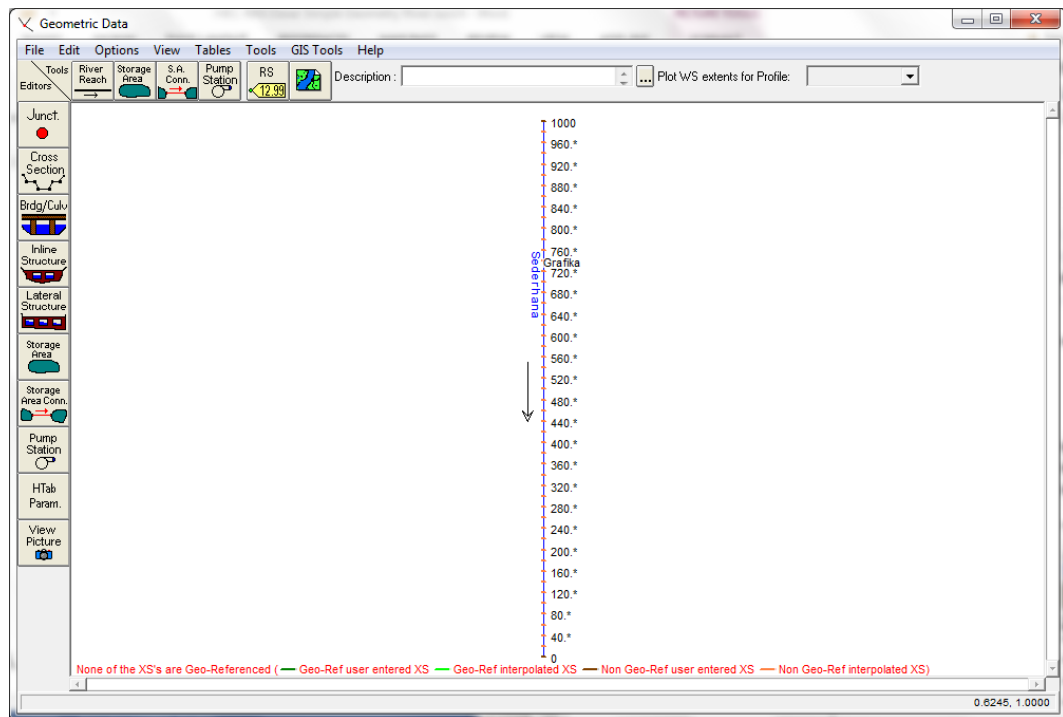 Geometric Data
File Edit Options View Tables Tools GIS Tools Help
Tools
Editors
River Reach
Storage Area
S.A. Conn.
Pump Station
RS
12.99
Description :
...
Plot WS extents for Profile:
Junct.
Cross Section
Brdg/Culv
Inline Structure
Lateral Structure
Storage Area
Storage Area Conn.
Pump Station
HTab Param.
View Picture
1000
960.*
920.*
880.*
840.*
800.*
760.*
Sederhana
Grafika
720.*
680.*
640.*
600.*
560.*
520.*
480.*
440.*
400.*
360.*
320.*
280.*
240.*
200.*
160.*
120.*
80.*
40.*
0
None of the XS's are Geo-Referenced ( Geo-Ref user entered XS Geo-Ref interpolated XS Non Geo-Ref user entered XS Non Geo-Ref interpolated XS)
0.6245, 1.0000